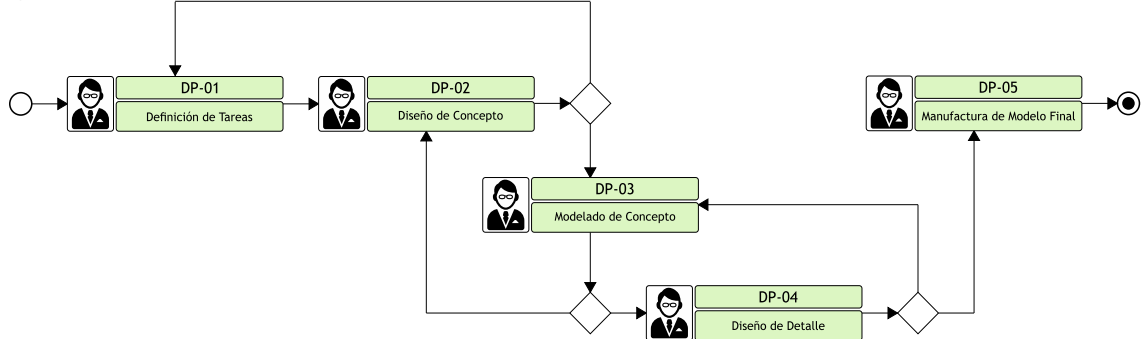 DP-01
Definición de Tareas
DP-02
Diseño de Concepto
DP-05
Manufactura de Modelo Final
DP-03
Modelado de Concepto
DP-04
Diseño de Detalle